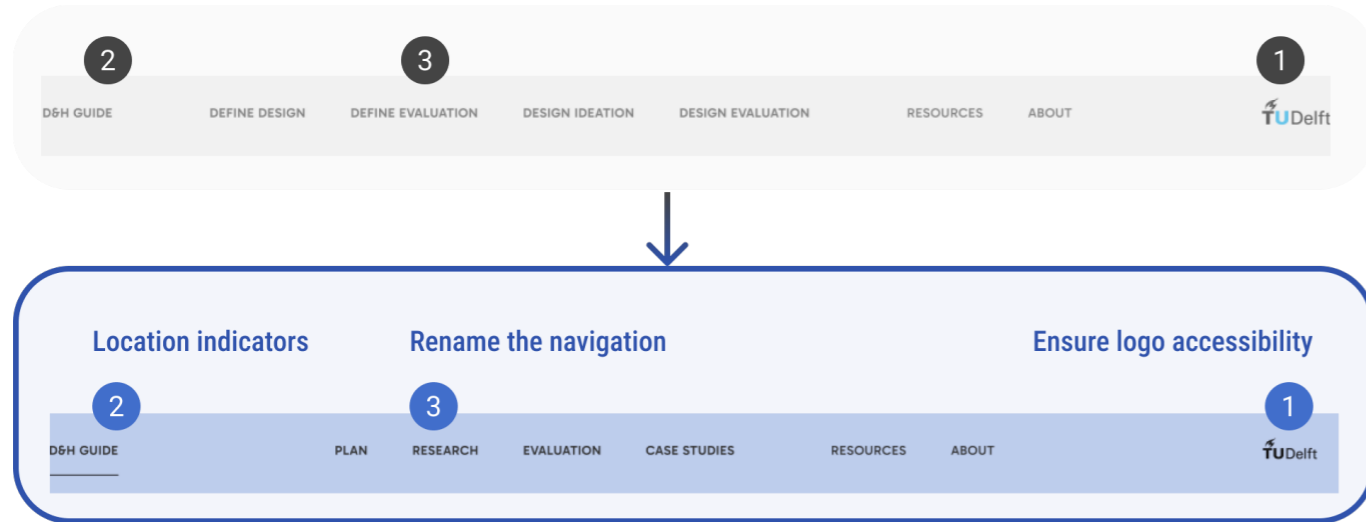 2 3 1
D&H GUIDE DEFINE DESIGN DEFINE EVALUATION DESIGN IDEATION DESIGN EVALUATION RESOURCES ABOUT TUDelft
Location indicators Rename the navigation Ensure logo accessibility
2 3 1
D&H GUIDE PLAN RESEARCH EVALUATION CASE STUDIES RESOURCES ABOUT TUDelft